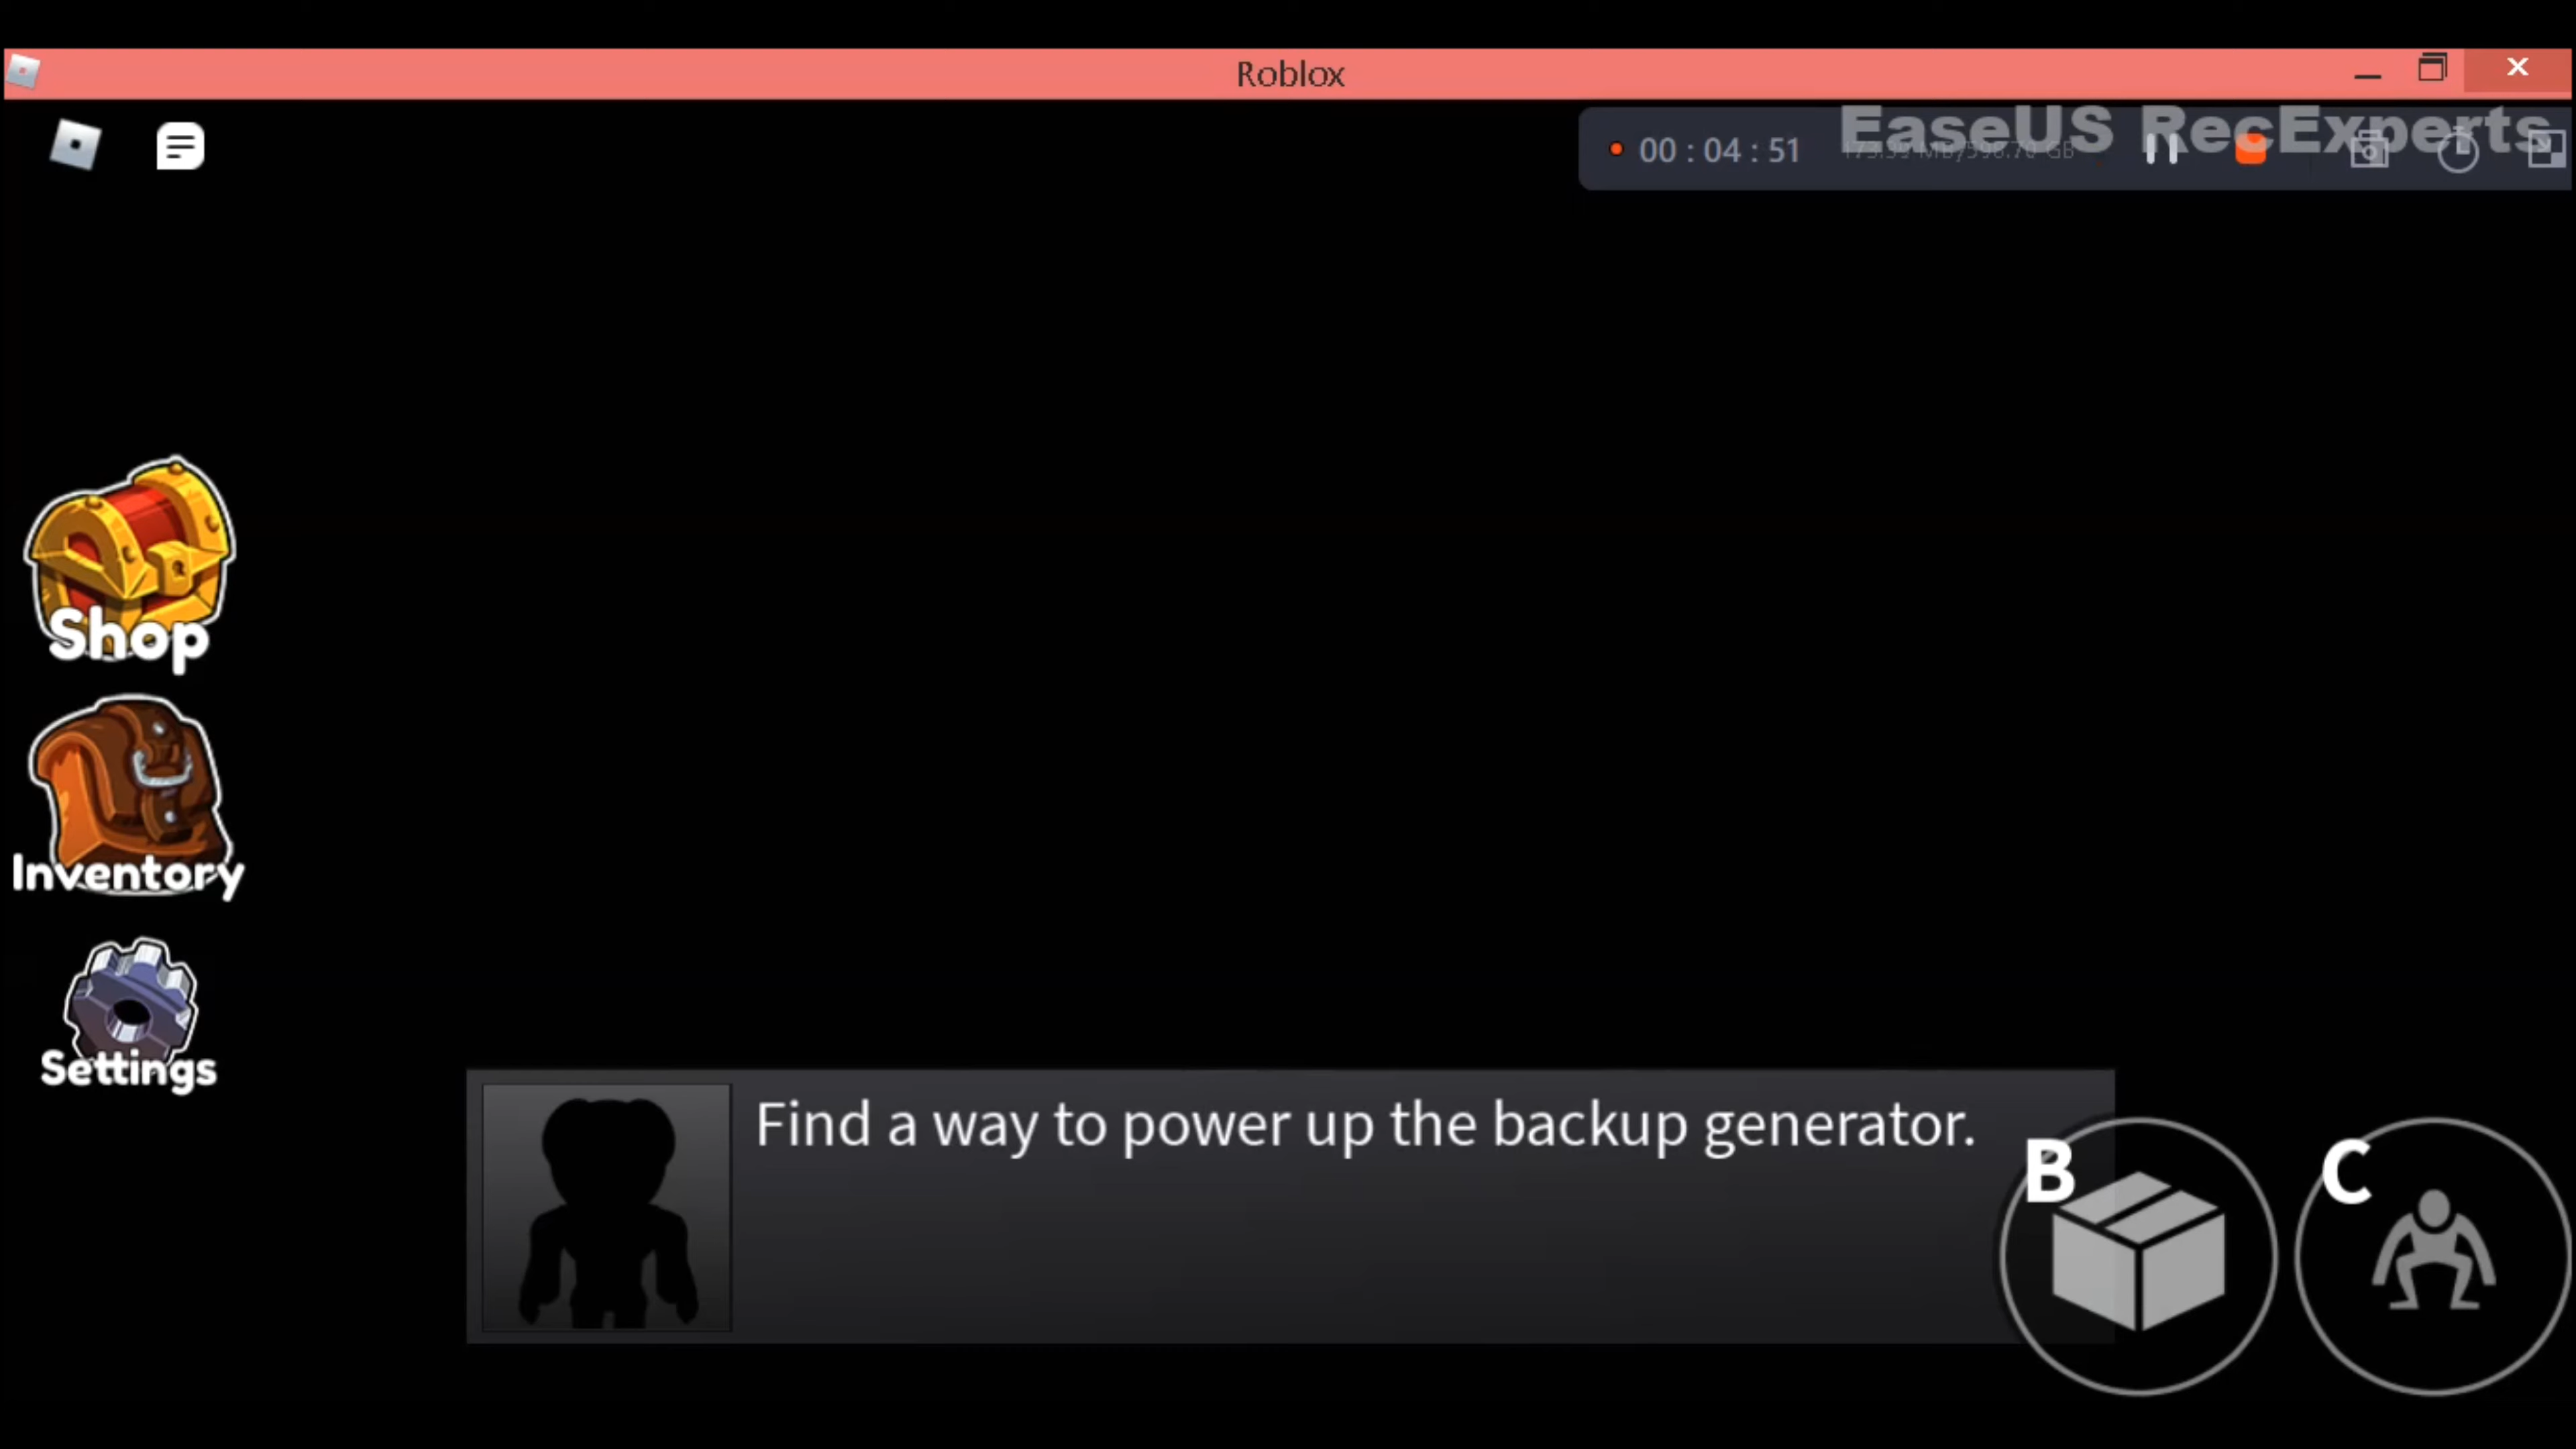 Roblox
EaseUS RecExperts
00 : 04 : 51
Shop
Inventory
Settings
Find a way to power up the backup generator.
B
C